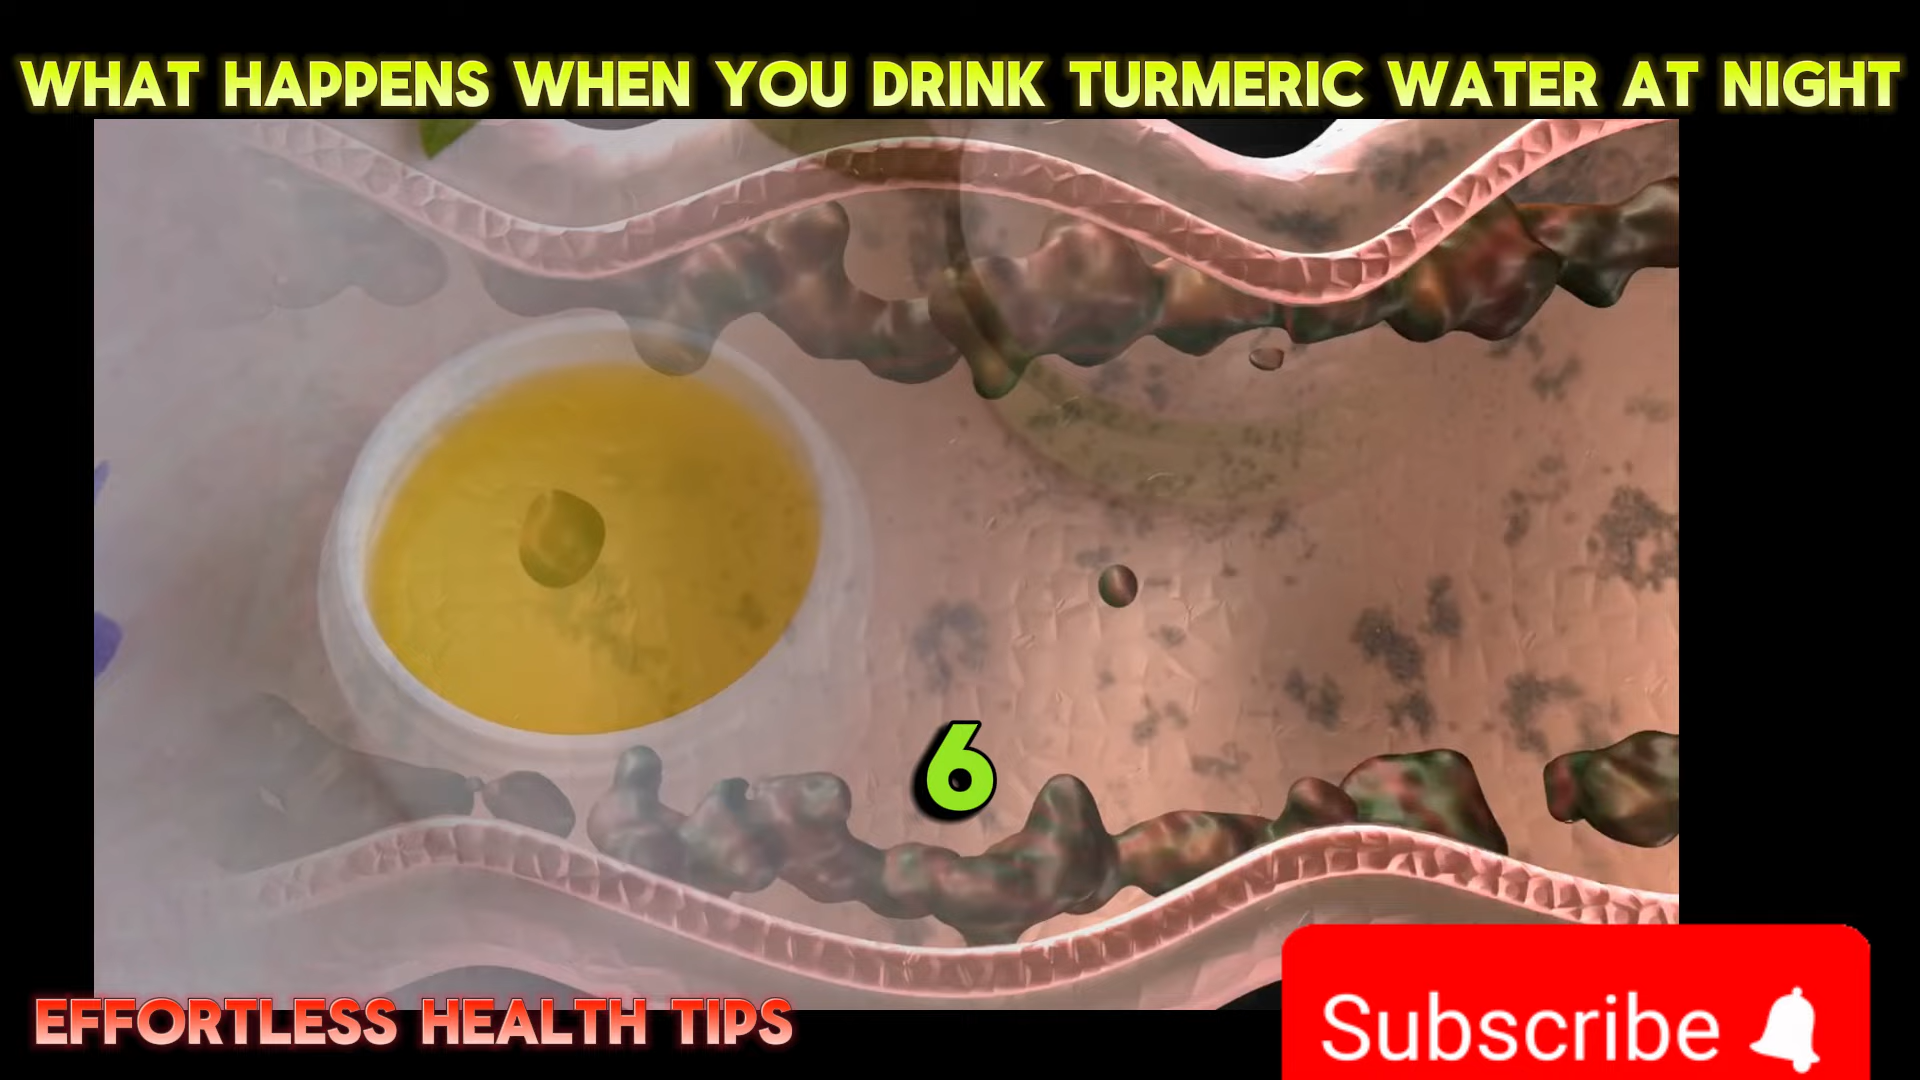 WHAT HAPPENS WHEN YOU DRINK TURMERIC WATER AT NIGHT
6
EFFORTLESS HEALTH TIPS
Subscribe